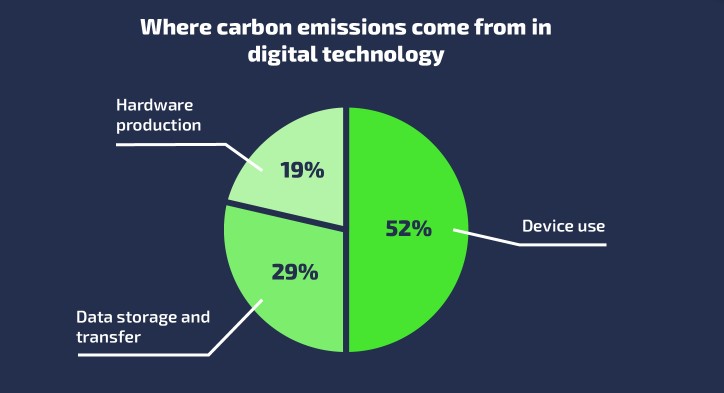 Where carbon emissions come from in
digital technology
Hardware
production
19%
52%
Device use
29%
Data storage and
transfer